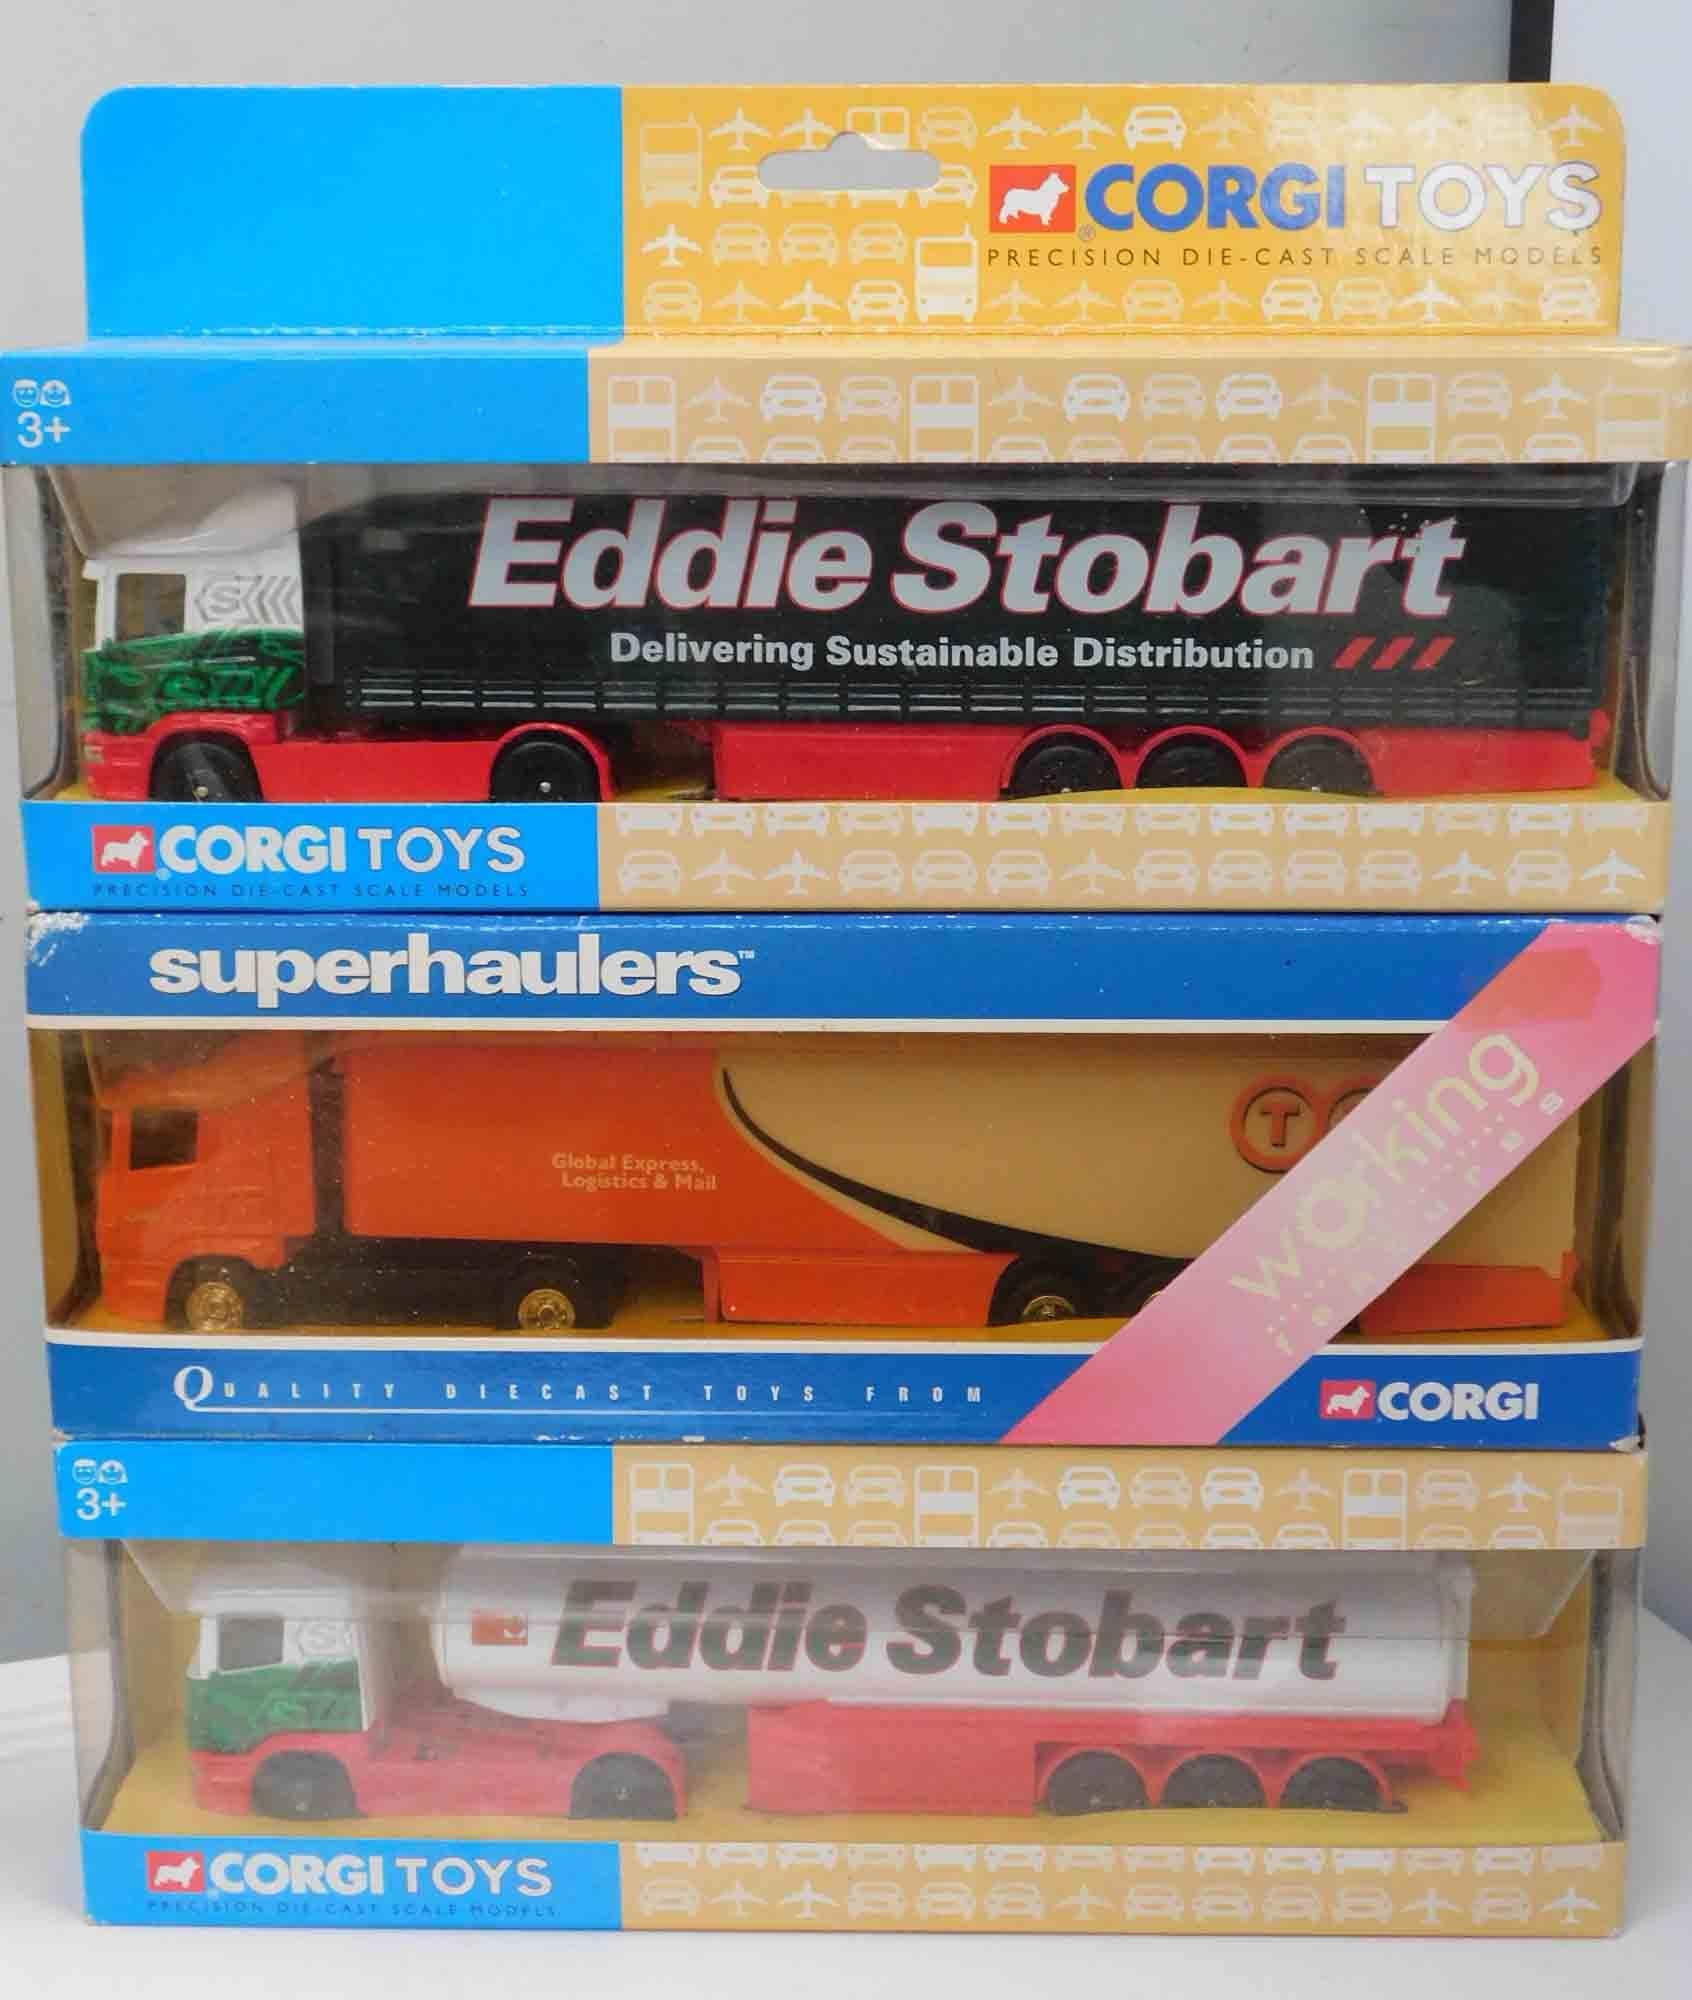 CORGI TOYS
®
PRECISION DIE-CAST SCALE MODELS
3+
S
Eddie Stobart
Delivering Sustainable Distribution
CORGI TOYS
PRECISION DIE-CAST SCALE MODELS
superhaulers™
Global Express,
Logistics & Mail
T
working
features
QUALITY DIECAST TOYS FROM
CORGI
3+
S
Eddie Stobart
CORGI TOYS
PRECISION DIE-CAST SCALE MODELS